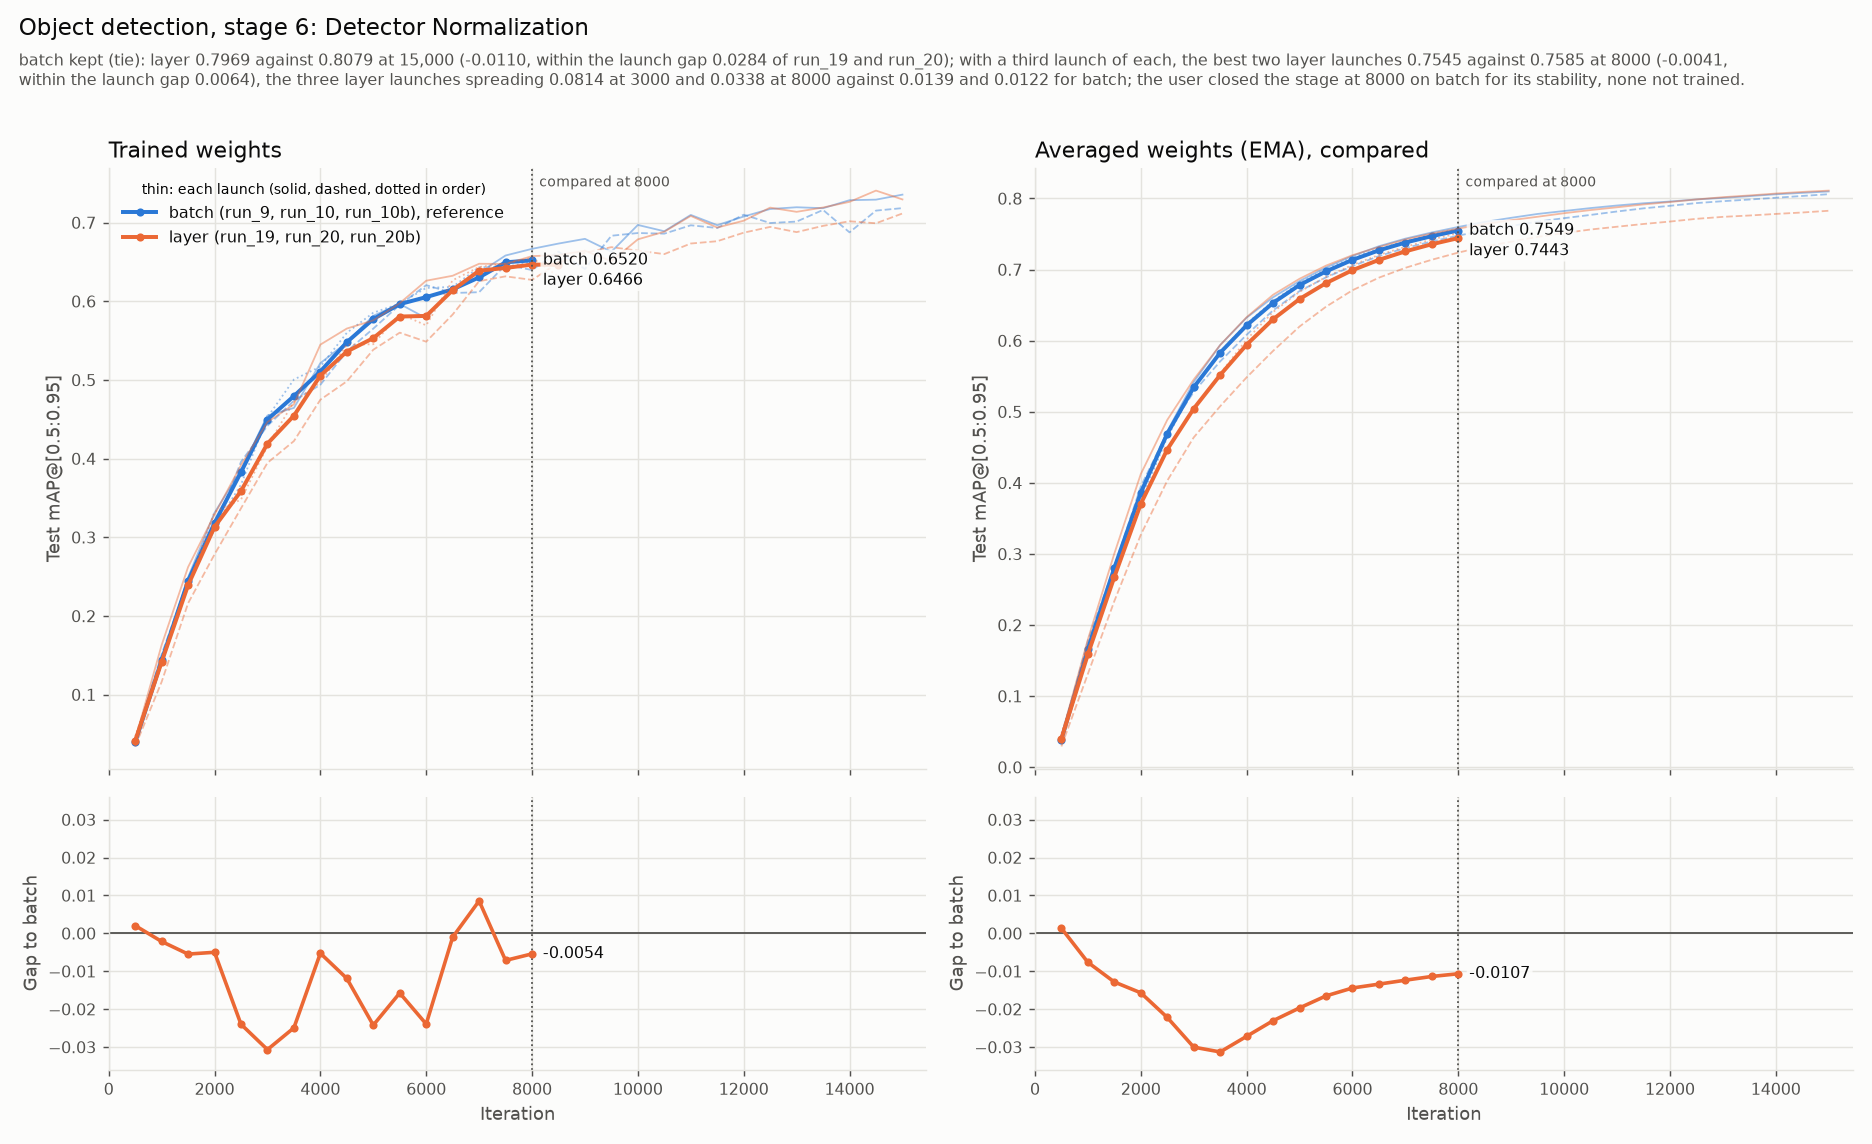 Object detection, stage 6: Detector Normalization
batch kept (tie): layer 0.7969 against 0.8079 at 15,000 (-0.0110, within the launch gap 0.0284 of run_19 and run_20); with a third launch of each, the best two layer launches 0.7545 against 0.7585 at 8000 (-0.0041,
within the launch gap 0.0064), the three layer launches spreading 0.0814 at 3000 and 0.0338 at 8000 against 0.0139 and 0.0122 for batch; the user closed the stage at 8000 on batch for its stability, none not trained.
Trained weights
thin: each launch (solid, dashed, dotted in order)
batch (run_9, run_10, run_10b), reference
layer (run_19, run_20, run_20b)
compared at 8000
batch 0.6520
layer 0.6466
Test mAP@[0.5:0.95]
0.7
0.6
0.5
0.4
0.3
0.2
0.1
Averaged weights (EMA), compared
compared at 8000
batch 0.7549
layer 0.7443
Test mAP@[0.5:0.95]
0.8
0.7
0.6
0.5
0.4
0.3
0.2
0.1
0.0
Gap to batch
0.03
0.02
0.01
0.00
−0.01
−0.02
−0.03
-0.0054
0 2000 4000 6000 8000 10000 12000 14000
Iteration
Gap to batch
0.03
0.02
0.01
0.00
−0.01
−0.02
−0.03
-0.0107
0 2000 4000 6000 8000 10000 12000 14000
Iteration